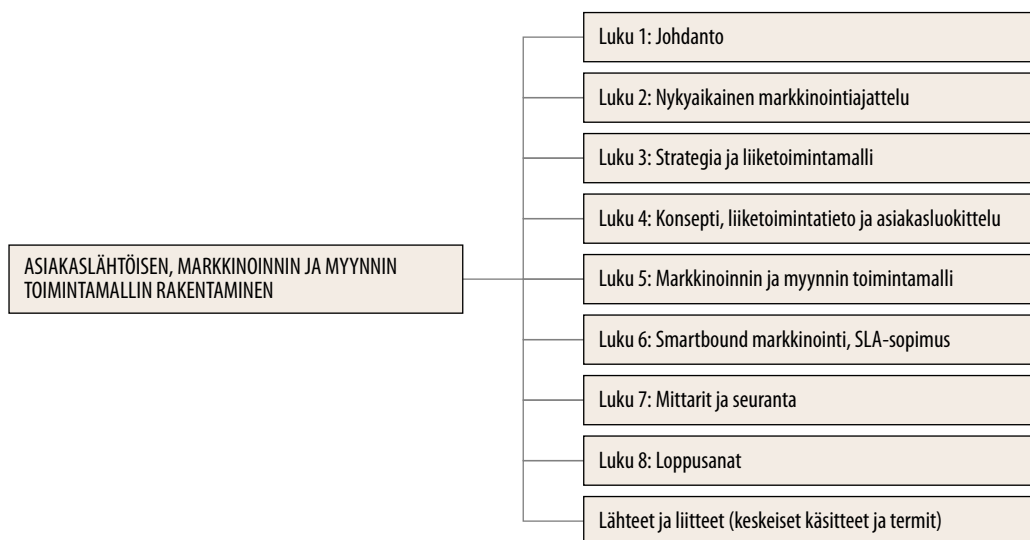 Luku 1: Johdanto
Luku 2: Nykyaikainen markkinointiajattelu
Luku 3: Strategia ja liiketoimintamalli
Luku 4: Konsepti, liiketoimintatieto ja asiakasluokittelu
ASIAKASLÄHTÖISEN, MARKKINOINNIN JA MYYNNIN
TOIMINTAMALLIN RAKENTAMINEN
Luku 5: Markkinoinnin ja myynnin toimintamalli
Luku 6: Smartbound markkinointi, SLA-sopimus
Luku 7: Mittarit ja seuranta
Luku 8: Loppusanat
Lähteet ja liitteet (keskeiset käsitteet ja termit)